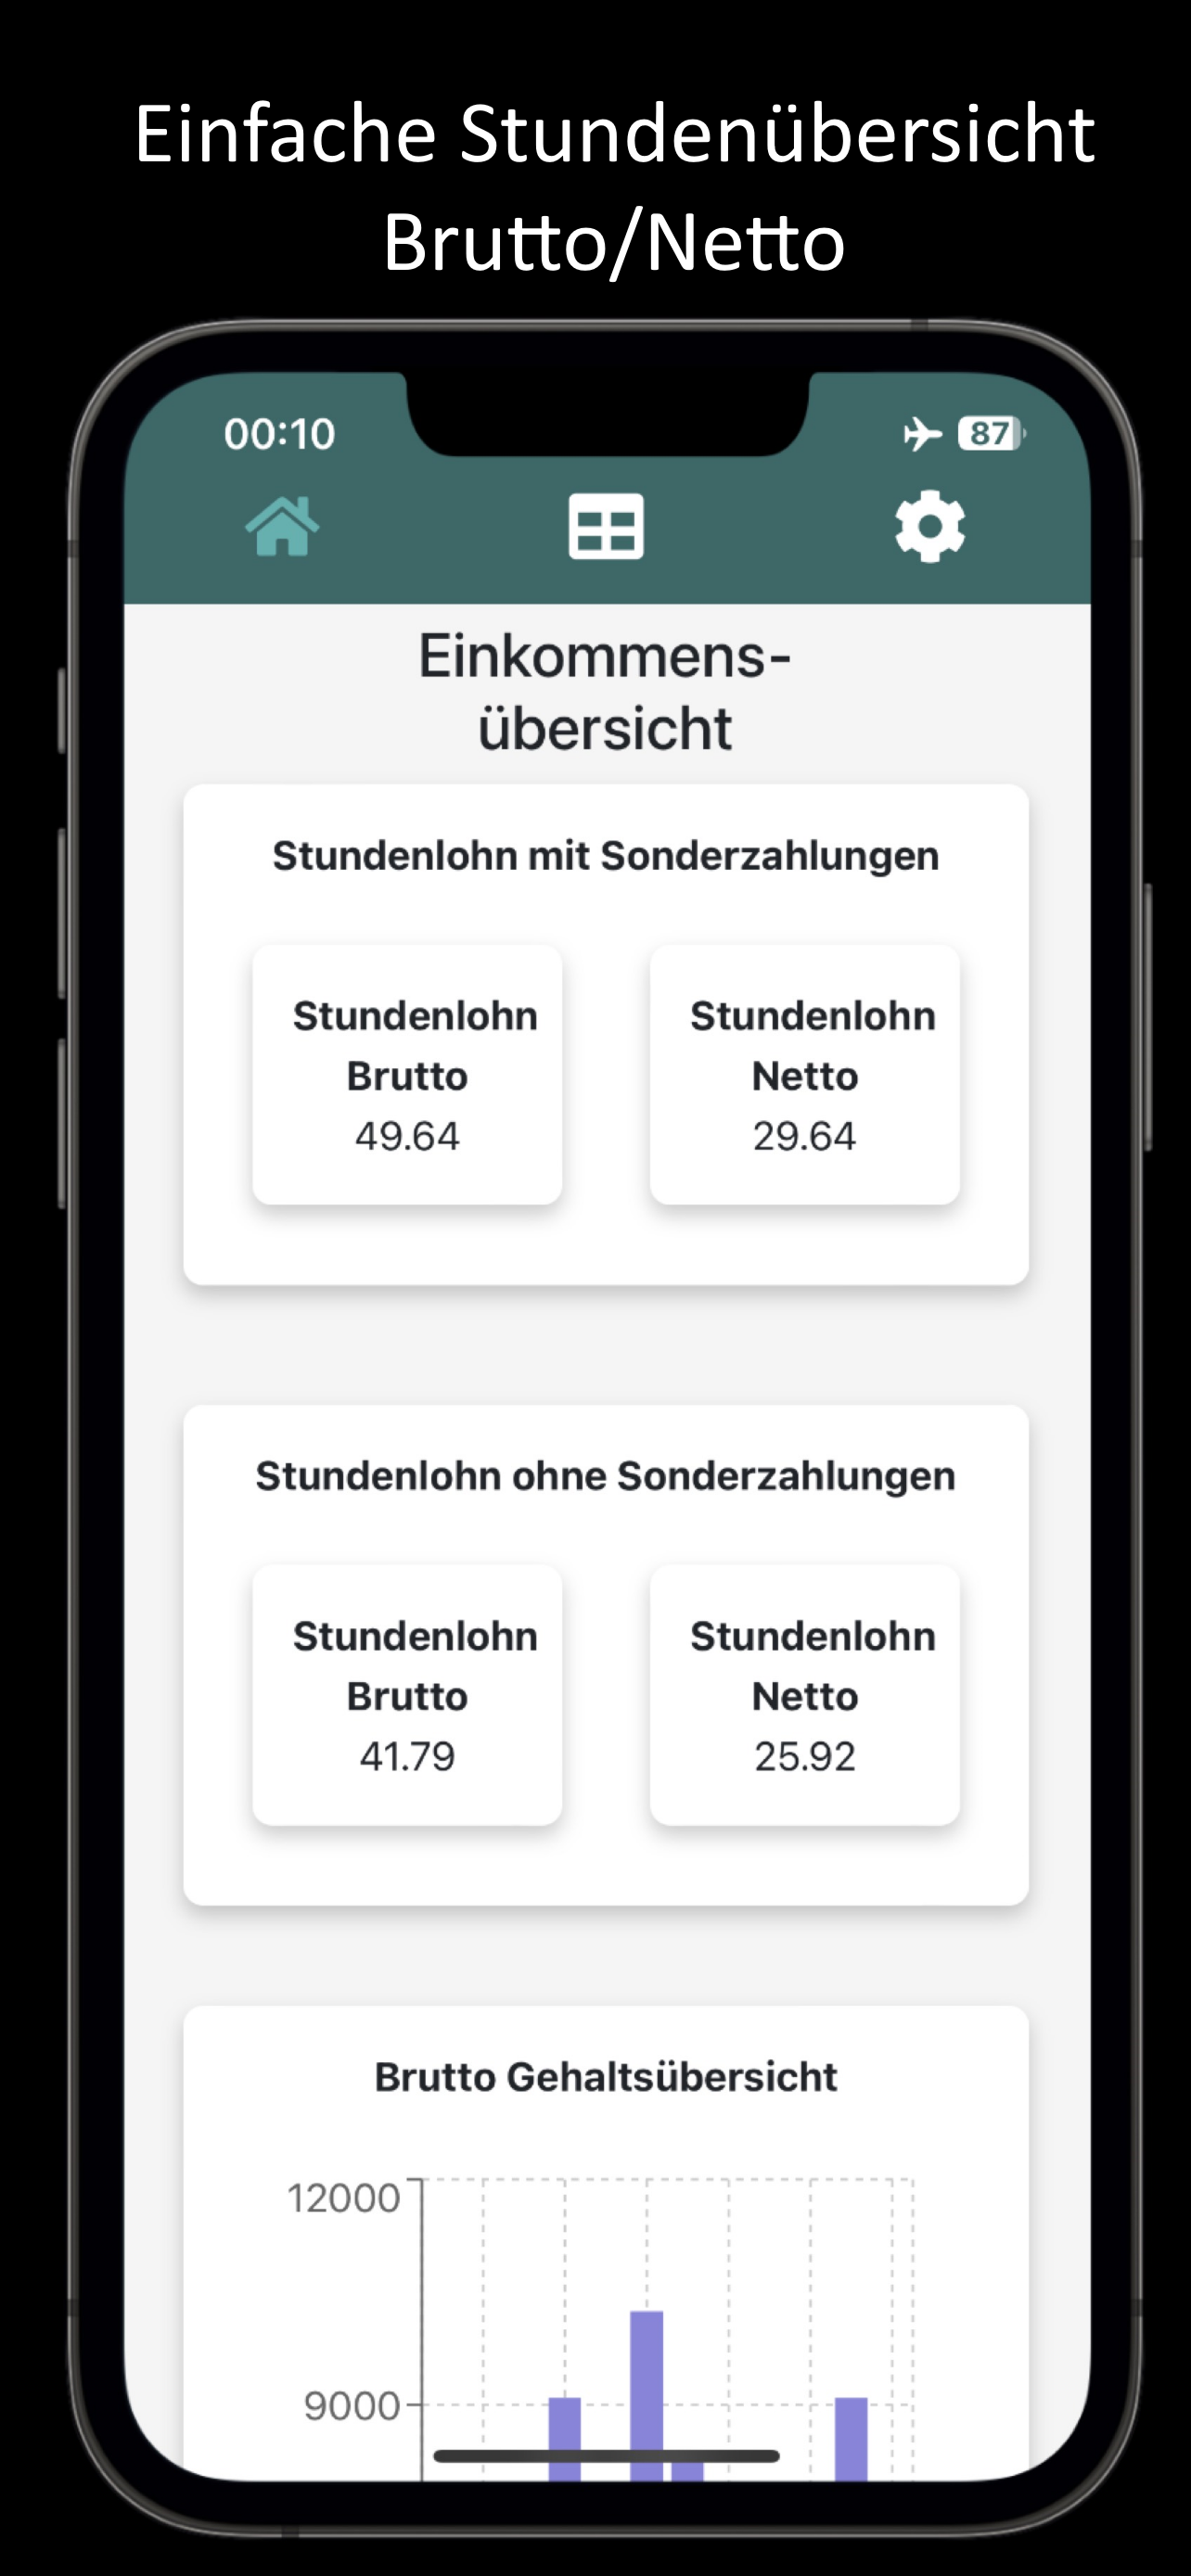 Einfache Stundenübersicht
Brutto/Netto
00:10
87
Einkommens-
übersicht
Stundenlohn mit Sonderzahlungen
Stundenlohn
Brutto
49.64
Stundenlohn
Netto
29.64
Stundenlohn ohne Sonderzahlungen
Stundenlohn
Brutto
41.79
Stundenlohn
Netto
25.92
Brutto Gehaltsübersicht
12000
9000